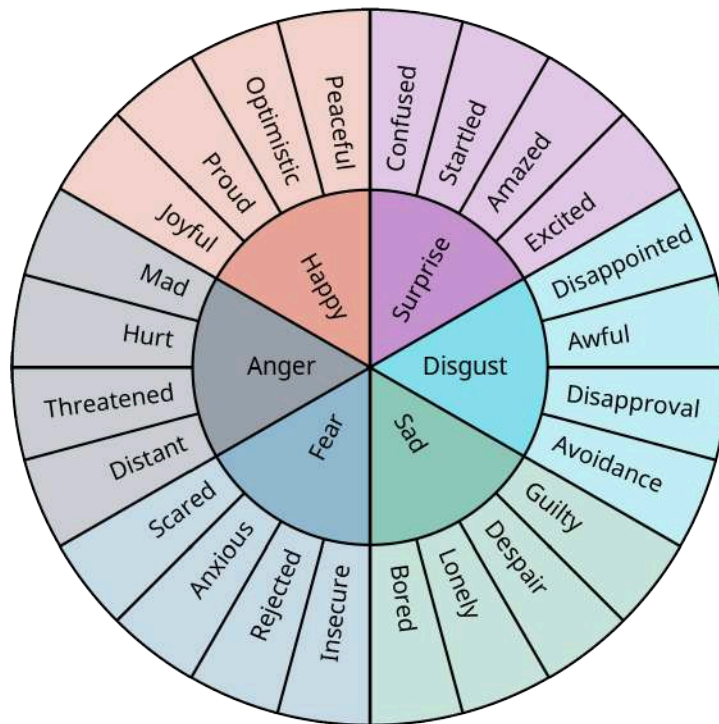 Happy
Surprise
Disgust
Sad
Fear
Anger
Confused
Startled
Amazed
Excited
Disappointed
Awful
Disapproval
Avoidance
Guilty
Despair
Lonely
Bored
Insecure
Rejected
Anxious
Scared
Distant
Threatened
Hurt
Mad
Joyful
Proud
Optimistic
Peaceful